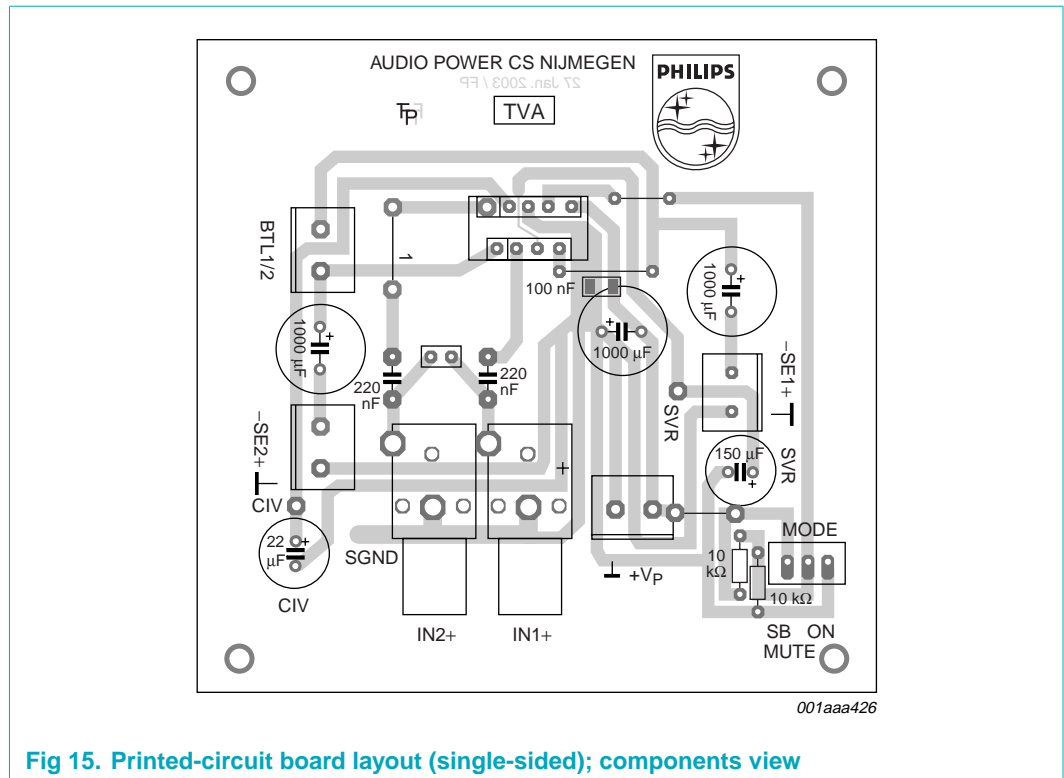 AUDIO POWER CS NIJMEGEN
27 Jan. 2003 / FP
PHILIPS
TVA
BTL1/2
1
100 nF
1000 µF
1000 µF
1000 µF
220
nF
220
nF
−SE1+
SVR
−SE2+
150 µF
SVR
CIV
+
MODE
22
µF
SGND
10
kΩ
+VP
10 kΩ
CIV
IN2+
IN1+
SB ON
MUTE
001aaa426
Fig 15. Printed-circuit board layout (single-sided); components view